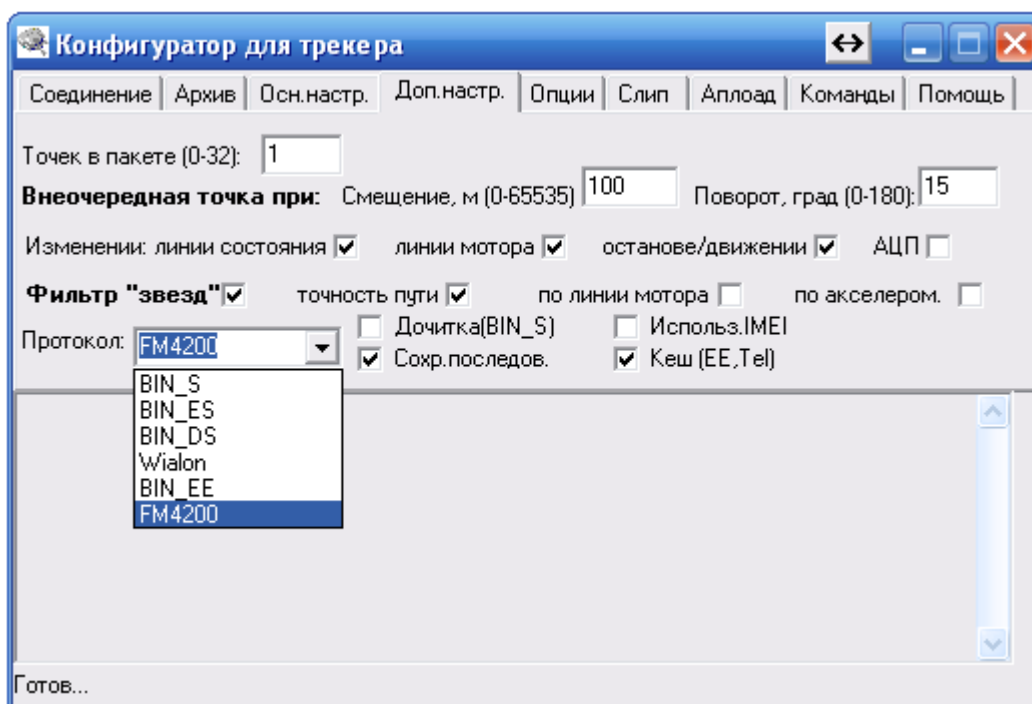 Конфигуратор для трекера
Соединение Архив Осн.настр. Доп.настр. Опции Слип Аплоад Команды Помощь
Точек в пакете (0-32): 1
Внеочередная точка при: Смещение, м (0-65535) 100 Поворот, град (0-180): 15
Изменении: линии состояния линии мотора останове/движении АЦП
Фильтр "звезд" точность пути по линии мотора по акселером.
Протокол: FM4200 Дочитка(BIN_S) Использ.IMEI
Сохр.последов. Кеш (EE,Tel)
BIN_S
BIN_ES
BIN_DS
Wialon
BIN_EE
FM4200
Готов...